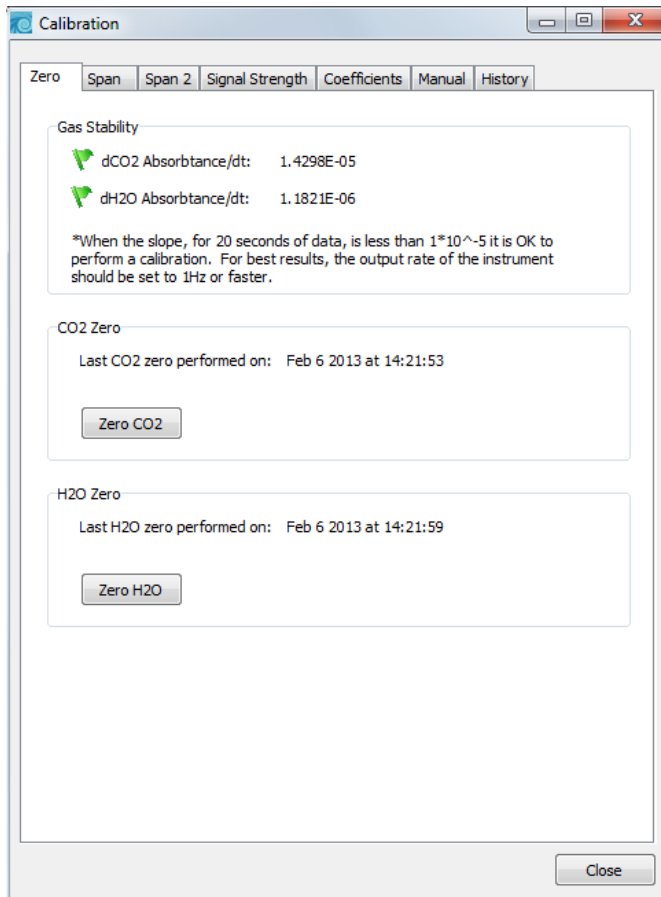 Calibration
Zero Span Span 2 Signal Strength Coefficients Manual History
Gas Stability
dCO2 Absorbtance/dt: 1.4298E-05
dH2O Absorbtance/dt: 1.1821E-06
*When the slope, for 20 seconds of data, is less than 1*10^-5 it is OK to
perform a calibration. For best results, the output rate of the instrument
should be set to 1Hz or faster.
CO2 Zero
Last CO2 zero performed on: Feb 6 2013 at 14:21:53
Zero CO2
H2O Zero
Last H2O zero performed on: Feb 6 2013 at 14:21:59
Zero H2O
Close